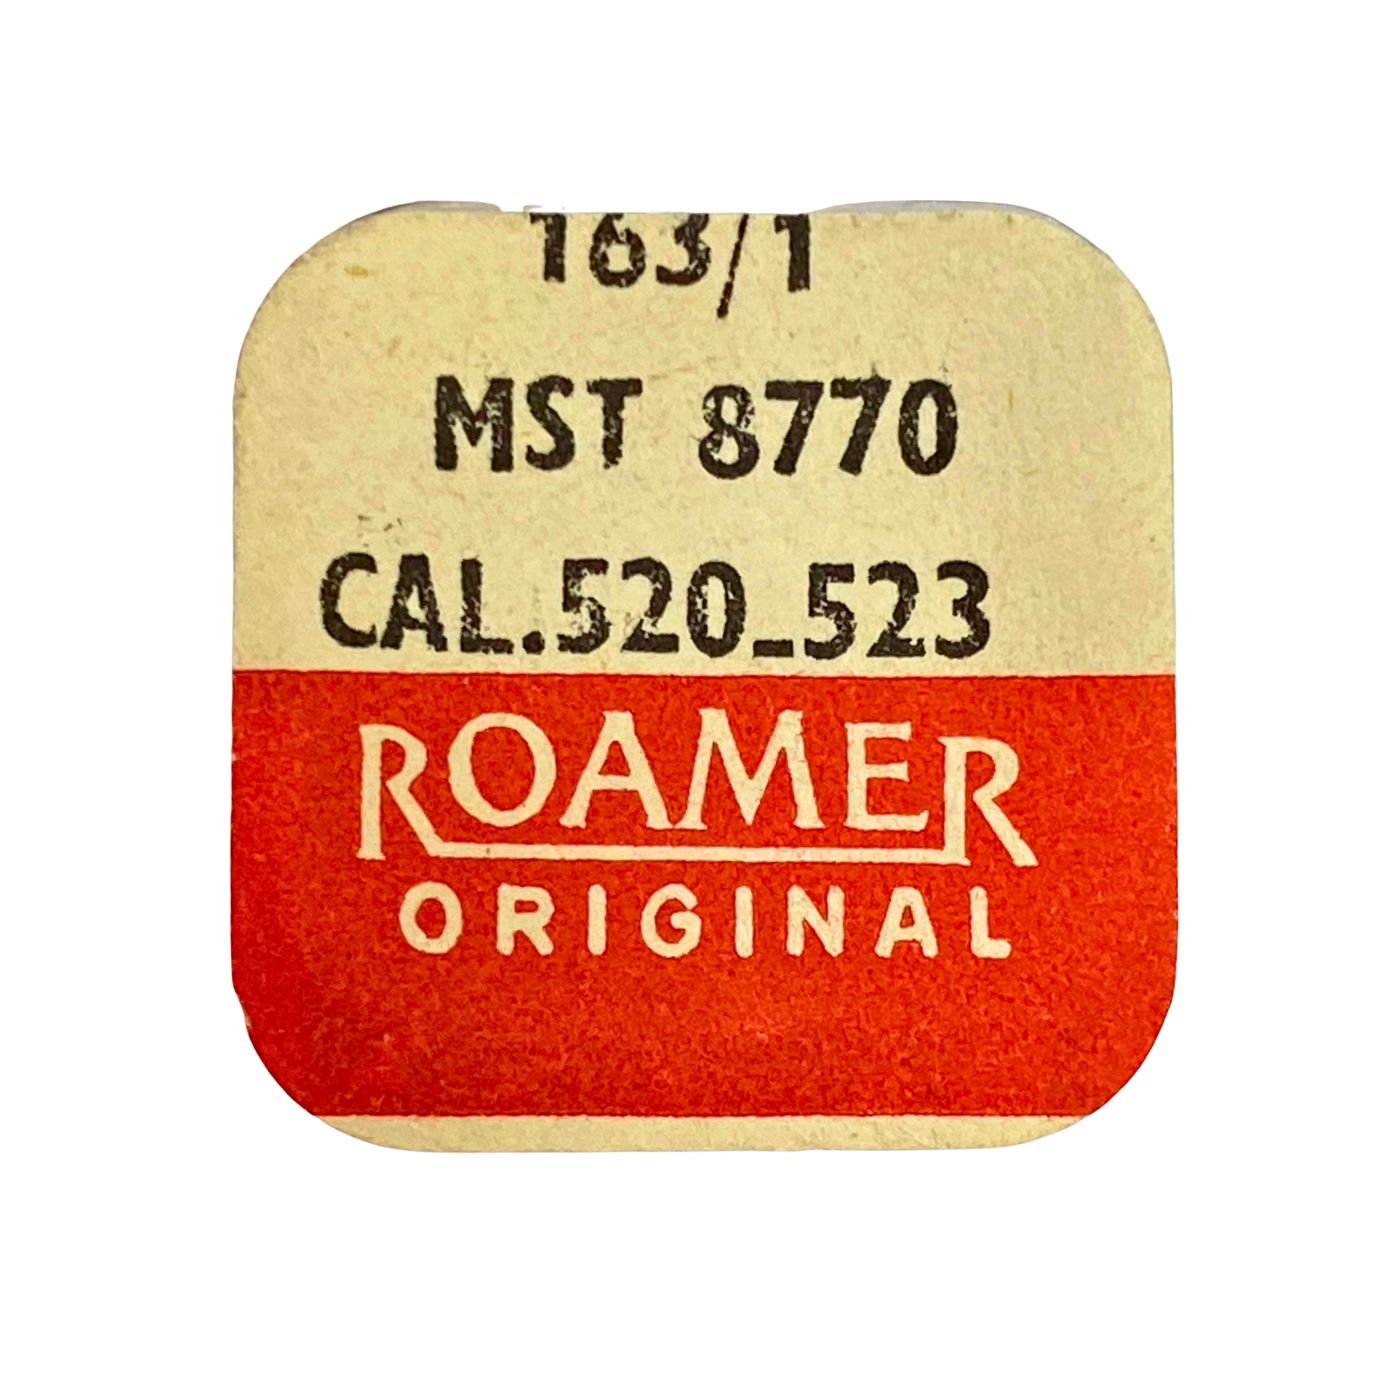 163/1
MST 8770
CAL.520_523
ROAMER
ORIGINAL